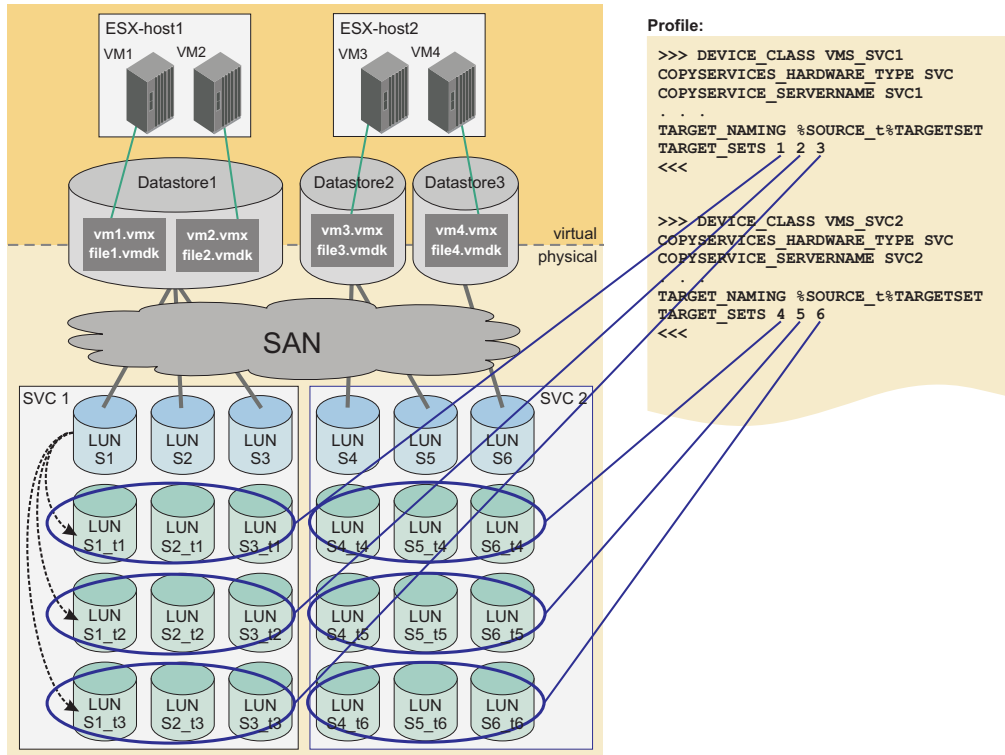 ESX-host1
VM1
VM2
ESX-host2
VM3
VM4
Datastore1
Datastore2
Datastore3
vm1.vmx
file1.vmdk
vm2.vmx
file2.vmdk
vm3.vmx
file3.vmdk
vm4.vmx
file4.vmdk
virtual
physical
SAN
SVC 1
LUN
S1
LUN
S2
LUN
S3
LUN
S1_t1
LUN
S2_t1
LUN
S3_t1
LUN
S1_t2
LUN
S2_t2
LUN
S3_t2
LUN
S1_t3
LUN
S2_t3
LUN
S3_t3
SVC 2
LUN
S4
LUN
S5
LUN
S6
LUN
S4_t4
LUN
S5_t4
LUN
S6_t4
LUN
S4_t5
LUN
S5_t5
LUN
S6_t5
LUN
S4_t6
LUN
S5_t6
LUN
S6_t6
Profile:
>>> DEVICE_CLASS VMS_SVC1
COPYSERVICES_HARDWARE_TYPE SVC
COPYSERVICE_SERVERNAME SVC1
. . .
TARGET_NAMING %SOURCE_t%TARGETSET
TARGET_SETS 1 2 3
<<<
>>> DEVICE_CLASS VMS_SVC2
COPYSERVICES_HARDWARE_TYPE SVC
COPYSERVICE_SERVERNAME SVC2
. . .
TARGET_NAMING %SOURCE_t%TARGETSET
TARGET_SETS 4 5 6
<<<